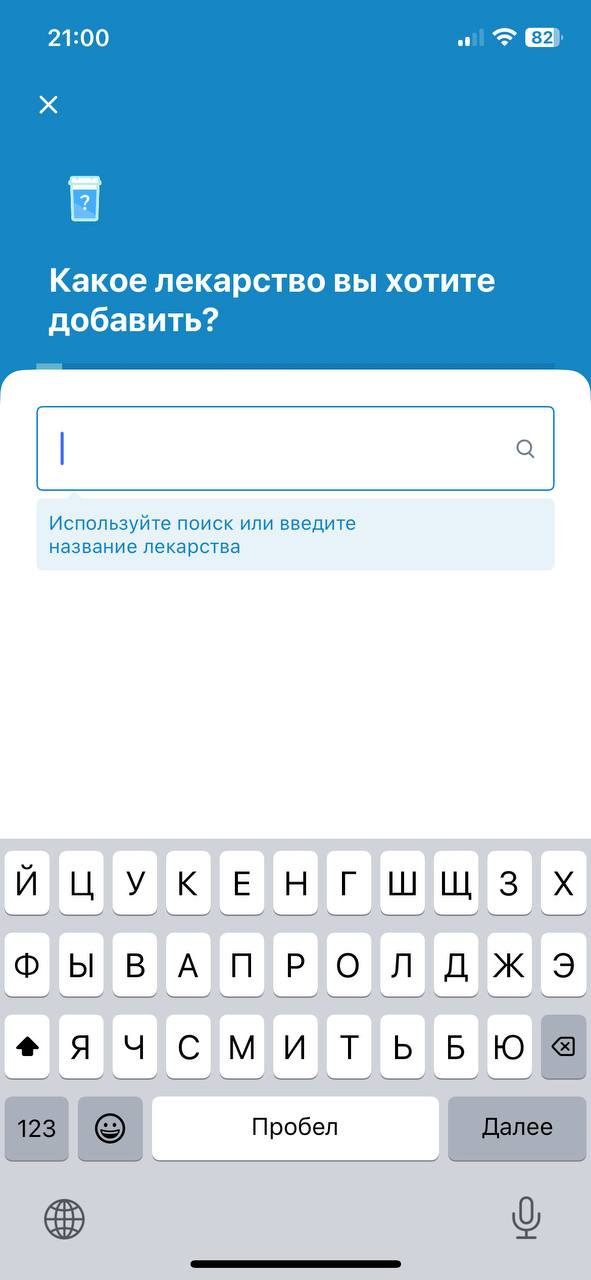 21:00
82
?
Какое лекарство вы хотите
добавить?
Используйте поиск или введите
название лекарства
Й Ц У К Е Н Г Ш Щ З Х
Ф Ы В А П Р О Л Д Ж Э
Я Ч С М И Т Ь Б Ю
123 Пробел Далее